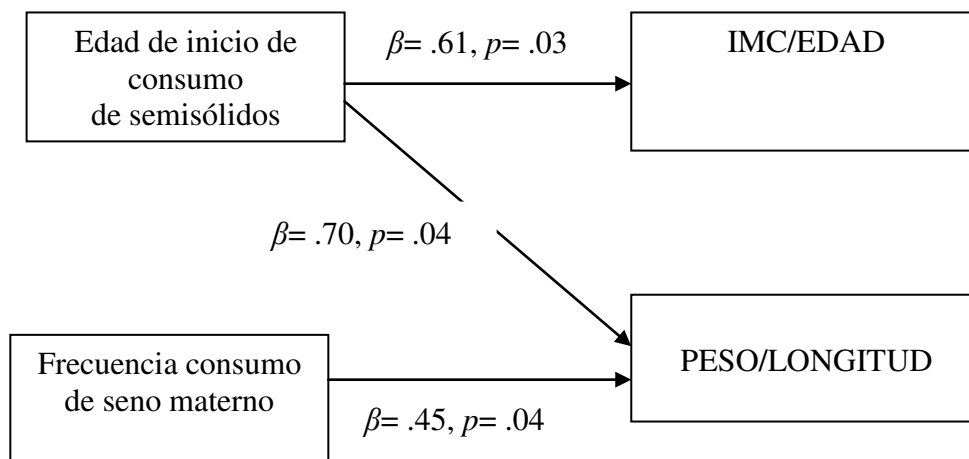 Edad de inicio de
consumo
de semisólidos
β= .61, p= .03
IMC/EDAD
β= .70, p= .04
Frecuencia consumo
de seno materno
β= .45, p= .04
PESO/LONGITUD